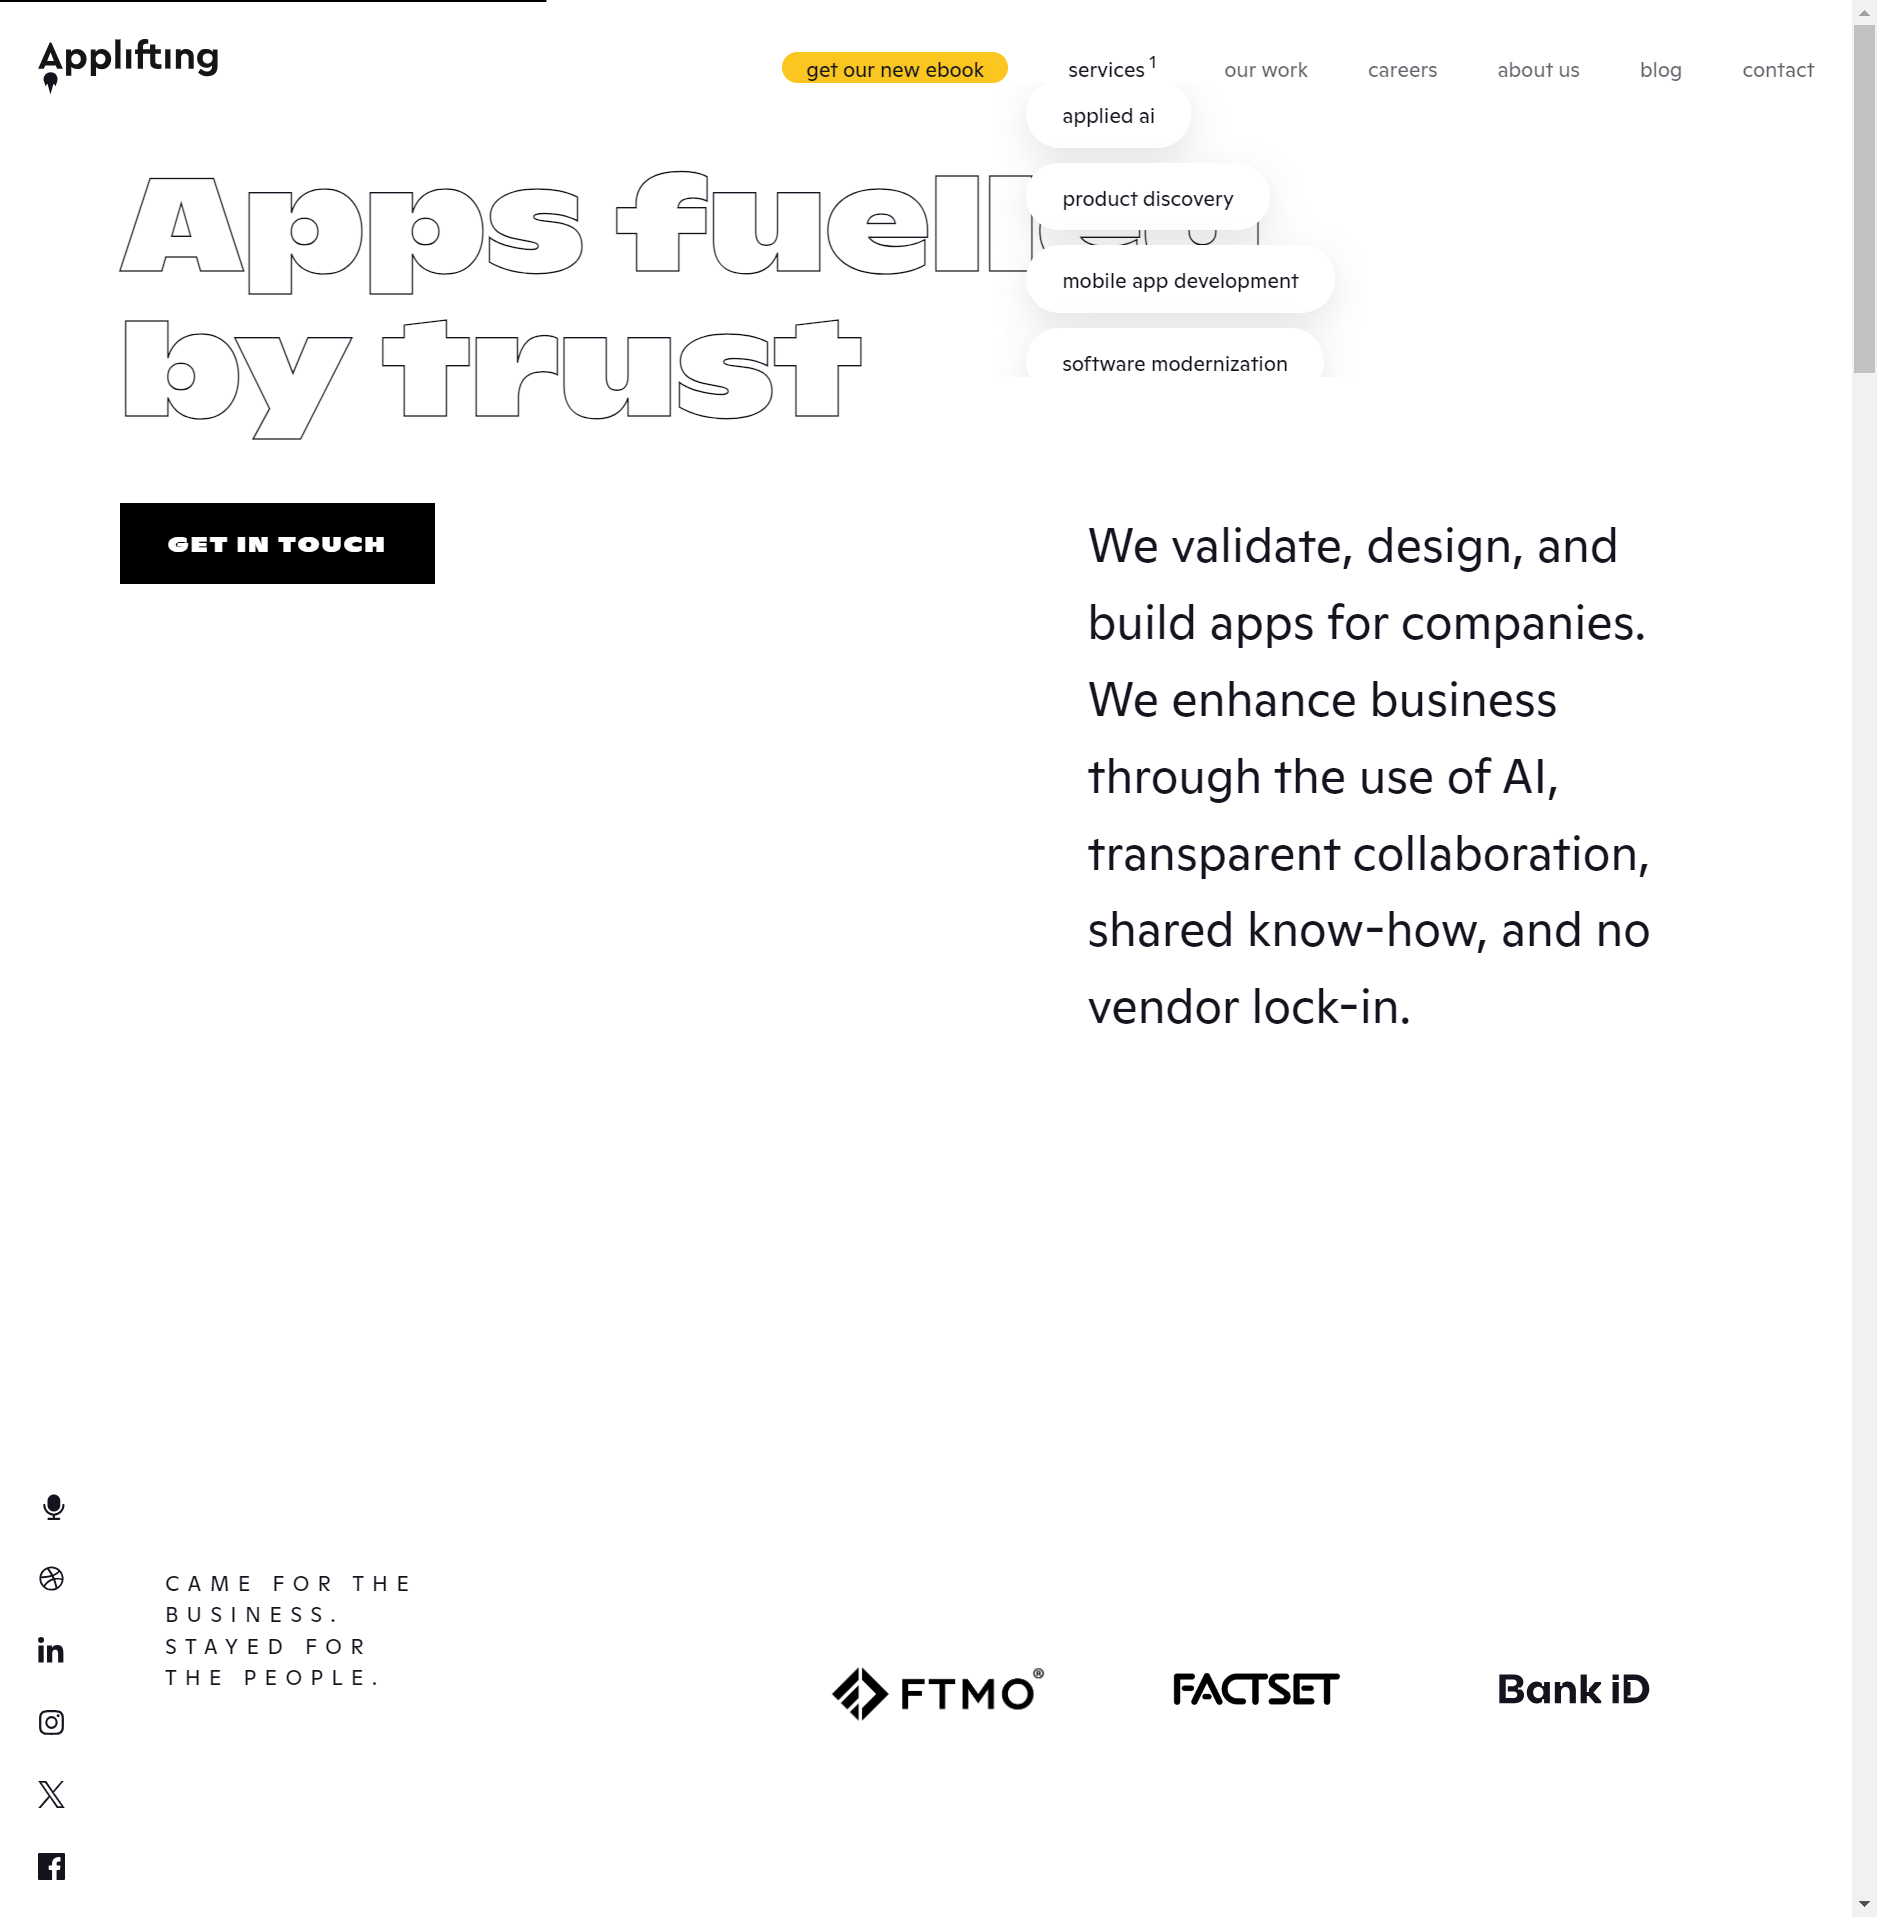 Applifting
get our new ebook
services 1
our work
careers
about us
blog
contact
applied ai
product discovery
mobile app development
software modernization
Apps fuelled
by trust
GET IN TOUCH
We validate, design, and
build apps for companies.
We enhance business
through the use of AI,
transparent collaboration,
shared know-how, and no
vendor lock-in.
CAME FOR THE
BUSINESS.
STAYED FOR
THE PEOPLE.
FTMO®
FACTSET
Bank iD